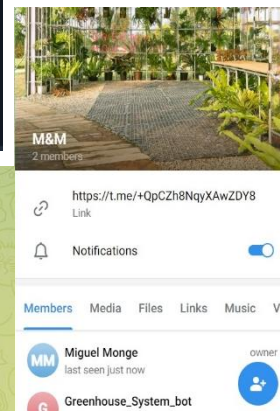 M&M
2 members
https://t.me/+QpCZh8NqyXAwZDY8
Link
Notifications
Members Media Files Links Music V
MM Miguel Monge owner
last seen just now
G Greenhouse_System_bot